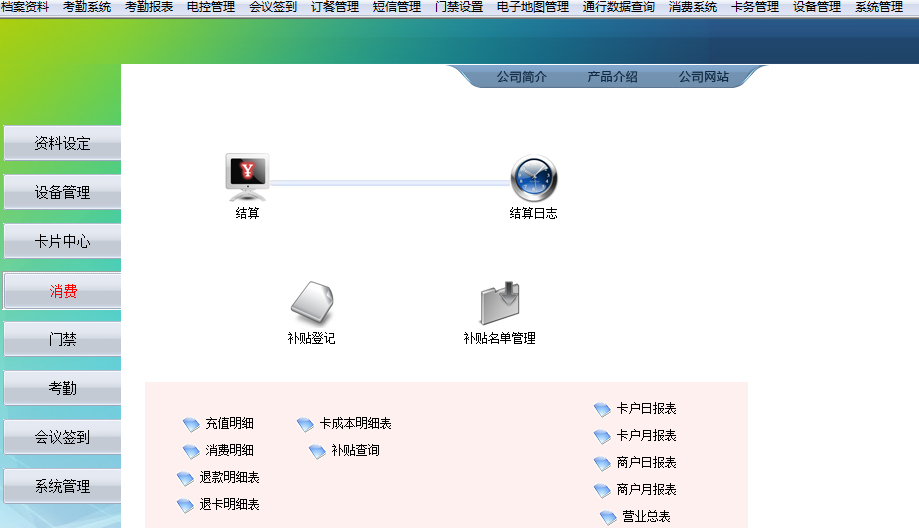 档案资料 考勤系统 考勤报表 电控管理 会议签到 订餐管理 短信管理 门禁设置 电子地图管理 通行数据查询 消费系统 卡务管理 设备管理 系统管理
公司简介 产品介绍 公司网站
资料设定
设备管理
卡片中心
消费
门禁
考勤
会议签到
系统管理
¥
结算 结算日志
补贴登记 补贴名单管理
充值明细 卡成本明细表
消费明细 补贴查询
退款明细表
退卡明细表
卡户日报表
卡户月报表
商户日报表
商户月报表
营业总表